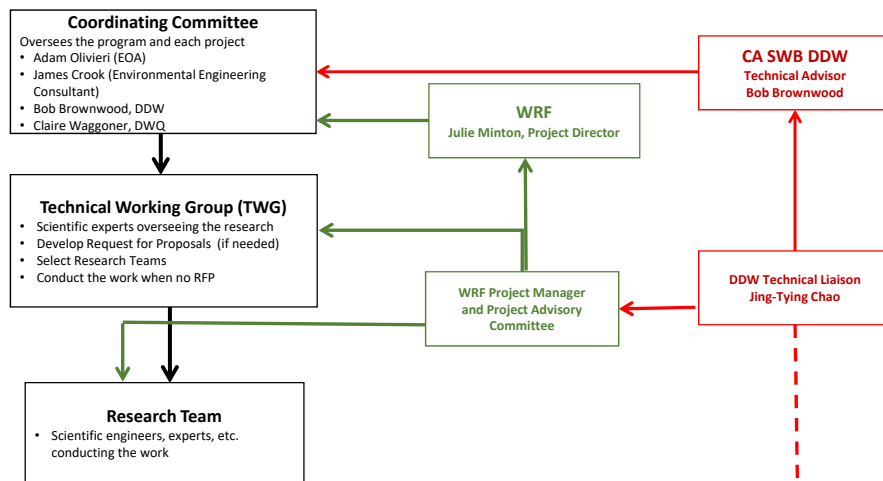 Coordinating Committee
Oversees the program and each project
• Adam Olivieri (EOA)
• James Crook (Environmental Engineering
Consultant)
• Bob Brownwood, DDW
• Claire Waggoner, DWQ
CA SWB DDW
Technical Advisor
Bob Brownwood
WRF
Julie Minton, Project Director
Technical Working Group (TWG)
• Scientific experts overseeing the research
• Develop Request for Proposals (if needed)
• Select Research Teams
• Conduct the work when no RFP
WRF Project Manager
and Project Advisory
Committee
DDW Technical Liaison
Jing-Tying Chao
Research Team
• Scientific engineers, experts, etc.
conducting the work